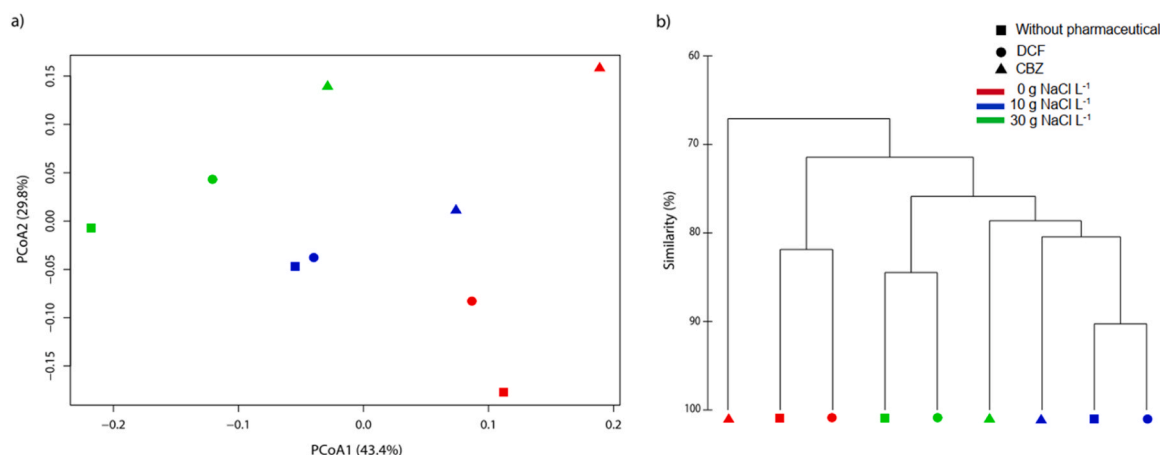 a)
PCoA2 (29.8%)
0.15
0.10
0.05
0.00
−0.05
−0.10
−0.15
−0.2
−0.1
0.0
0.1
0.2
PCoA1 (43.4%)
b)
Without pharmaceutical
DCF
CBZ
0 g NaCl L⁻¹
10 g NaCl L⁻¹
30 g NaCl L⁻¹
Similarity (%)
60
70
80
90
100